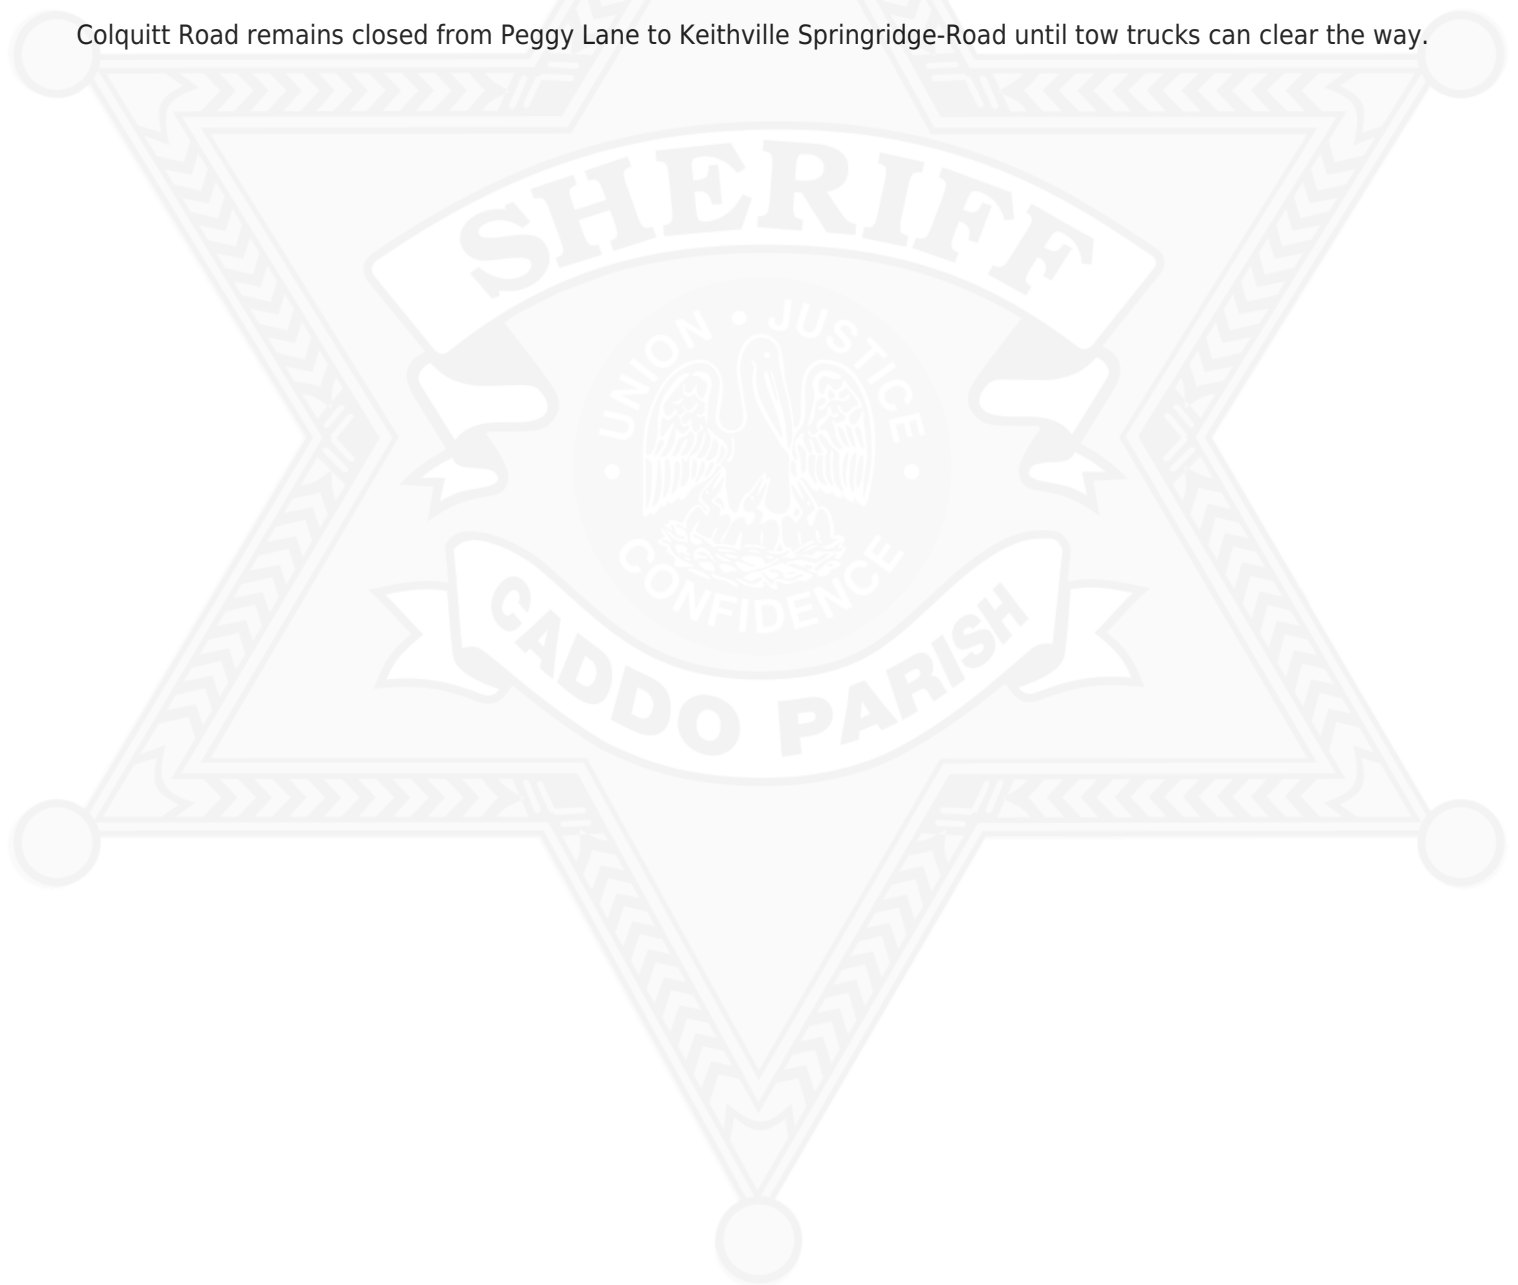 Colquitt Road remains closed from Peggy Lane to Keithville Springridge-Road until tow trucks can clear the way.
SHERIFF
UNION • JUSTICE
• CONFIDENCE •
CADDO PARISH